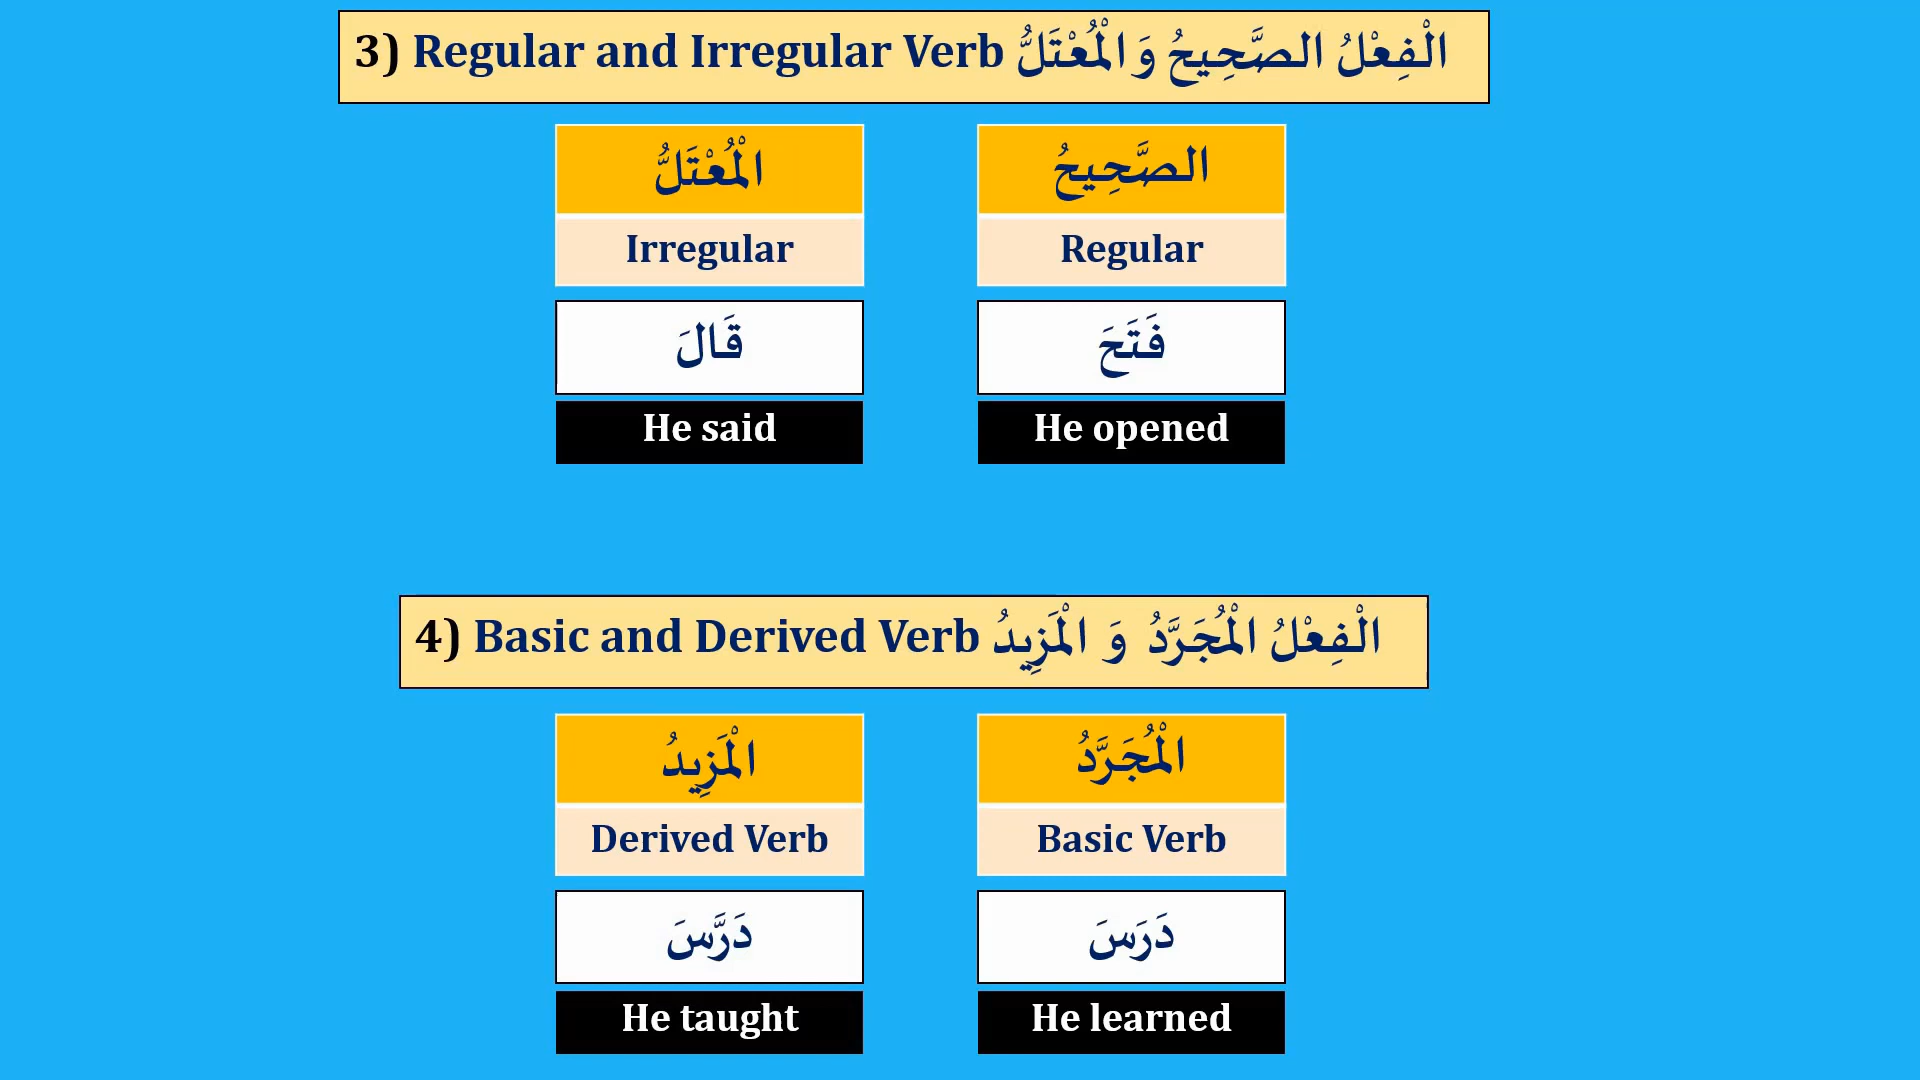 3) Regular and Irregular Verb الْفِعْلُ الصَّحِيحُ وَ الْمُعْتَلُّ
الْمُعْتَلُّ
الصَّحِيحُ
Irregular
Regular
قَالَ
فَتَحَ
He said
He opened
4) Basic and Derived Verb الْفِعْلُ الْمُجَرَّدُ وَ الْمَزِيدُ
الْمَزِيدُ
الْمُجَرَّدُ
Derived Verb
Basic Verb
دَرَّسَ
دَرَسَ
He taught
He learned